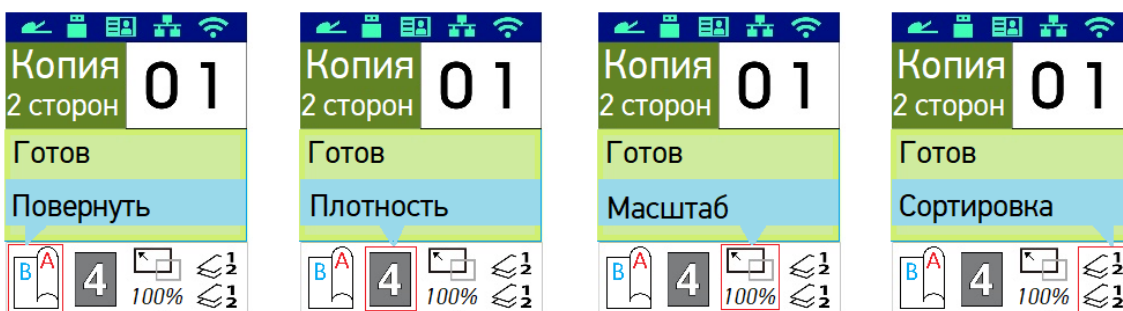 Копия 01
2 сторон
Готов
Повернуть
B A 4 100% 1 2 1 2
Копия 01
2 сторон
Готов
Плотность
B A 4 100% 1 2 1 2
Копия 01
2 сторон
Готов
Масштаб
B A 4 100% 1 2 1 2
Копия 01
2 сторон
Готов
Сортировка
B A 4 100% 1 2 1 2